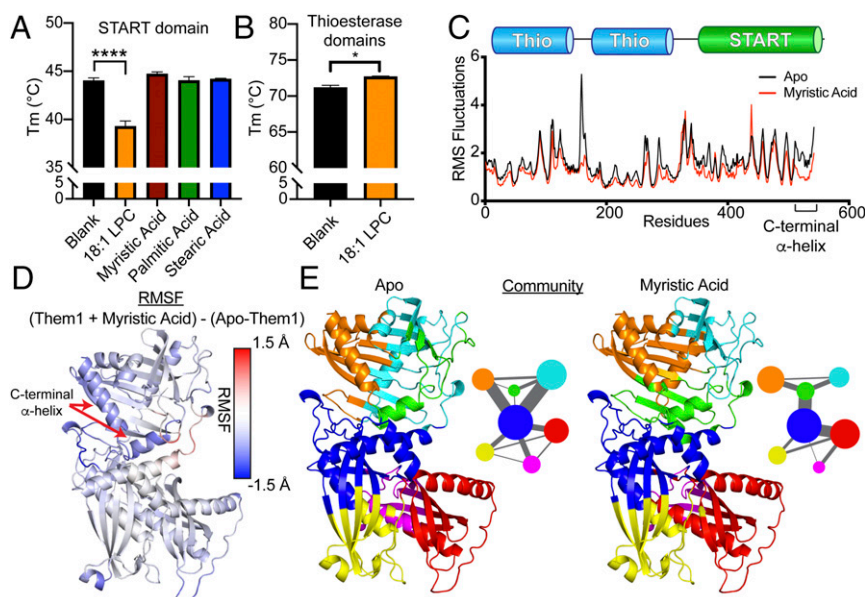 A
START domain
****
Tm (°C)
50
45
40
35
5
0
Blank
18:1 LPC
Myristic Acid
Palmitic Acid
Stearic Acid
B
Thioesterase
domains
*
Tm (°C)
80
75
70
65
60
5
0
Blank
18:1 LPC
C
Thio
Thio
START
Apo
Myristic Acid
RMS Fluctuations
6
4
2
0
0
200
400
600
Residues
C-terminal
α-helix
D
RMSF
(Them1 + Myristic Acid) - (Apo-Them1)
C-terminal
α-helix
1.5 Å
RMSF
-1.5 Å
E
Apo
Community
Myristic Acid